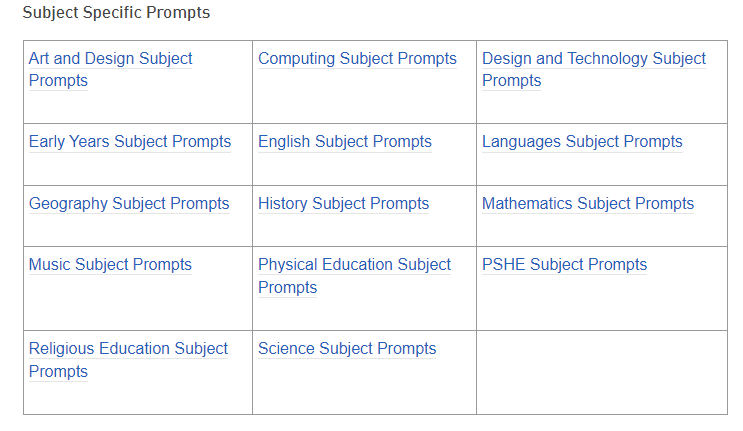 Subject Specific Prompts
Art and Design Subject
Prompts
Computing Subject Prompts
Design and Technology Subject
Prompts
Early Years Subject Prompts
English Subject Prompts
Languages Subject Prompts
Geography Subject Prompts
History Subject Prompts
Mathematics Subject Prompts
Music Subject Prompts
Physical Education Subject
Prompts
PSHE Subject Prompts
Religious Education Subject
Prompts
Science Subject Prompts